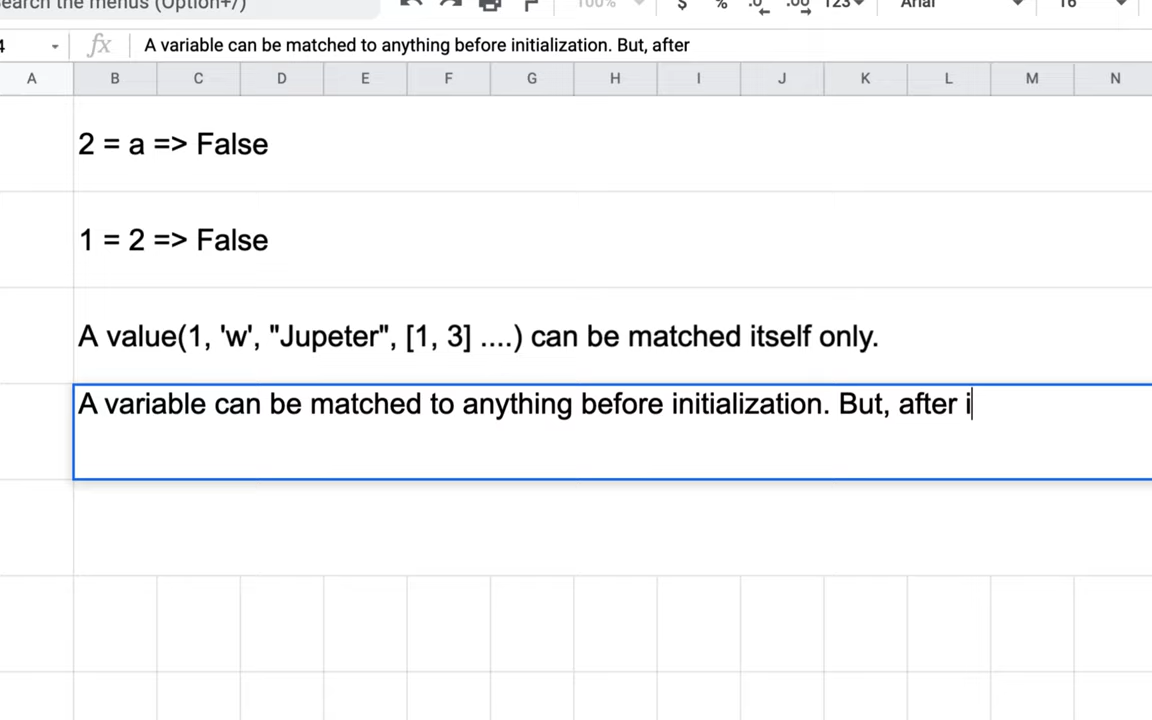 earch the menus (Option+/) 100% $ % .0 .00 123 Arial 16
4 fx A variable can be matched to anything before initialization. But, after
A B C D E F G H I J K L M N
2 = a => False
1 = 2 => False
A value(1, 'w', "Jupeter", [1, 3] ....) can be matched itself only.
A variable can be matched to anything before initialization. But, after i